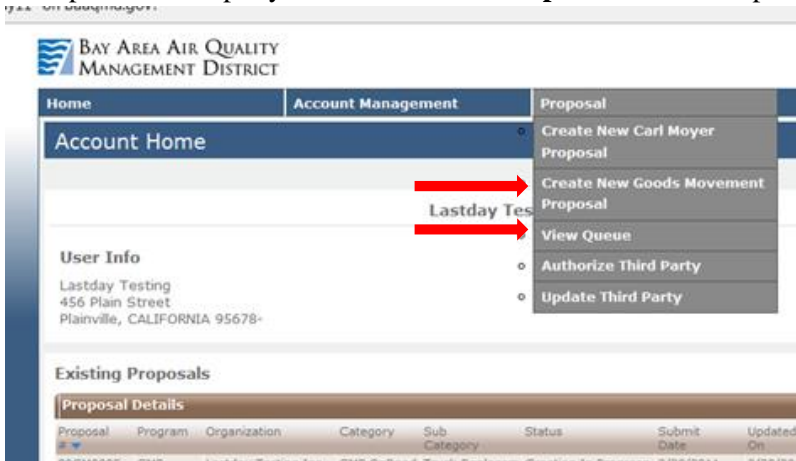 on baaqmd.gov.
BAY AREA AIR QUALITY
MANAGEMENT DISTRICT
Home Account Management Proposal
Account Home
Create New Carl Moyer
Proposal
Create New Goods Movement
Proposal
Lastday Tes
View Queue
Authorize Third Party
Update Third Party
User Info
Lastday Testing
456 Plain Street
Plainville, CALIFORNIA 95678-
Existing Proposals
Proposal Details
Proposal # Program Organization Category Sub Category Status Submit Date Updated On